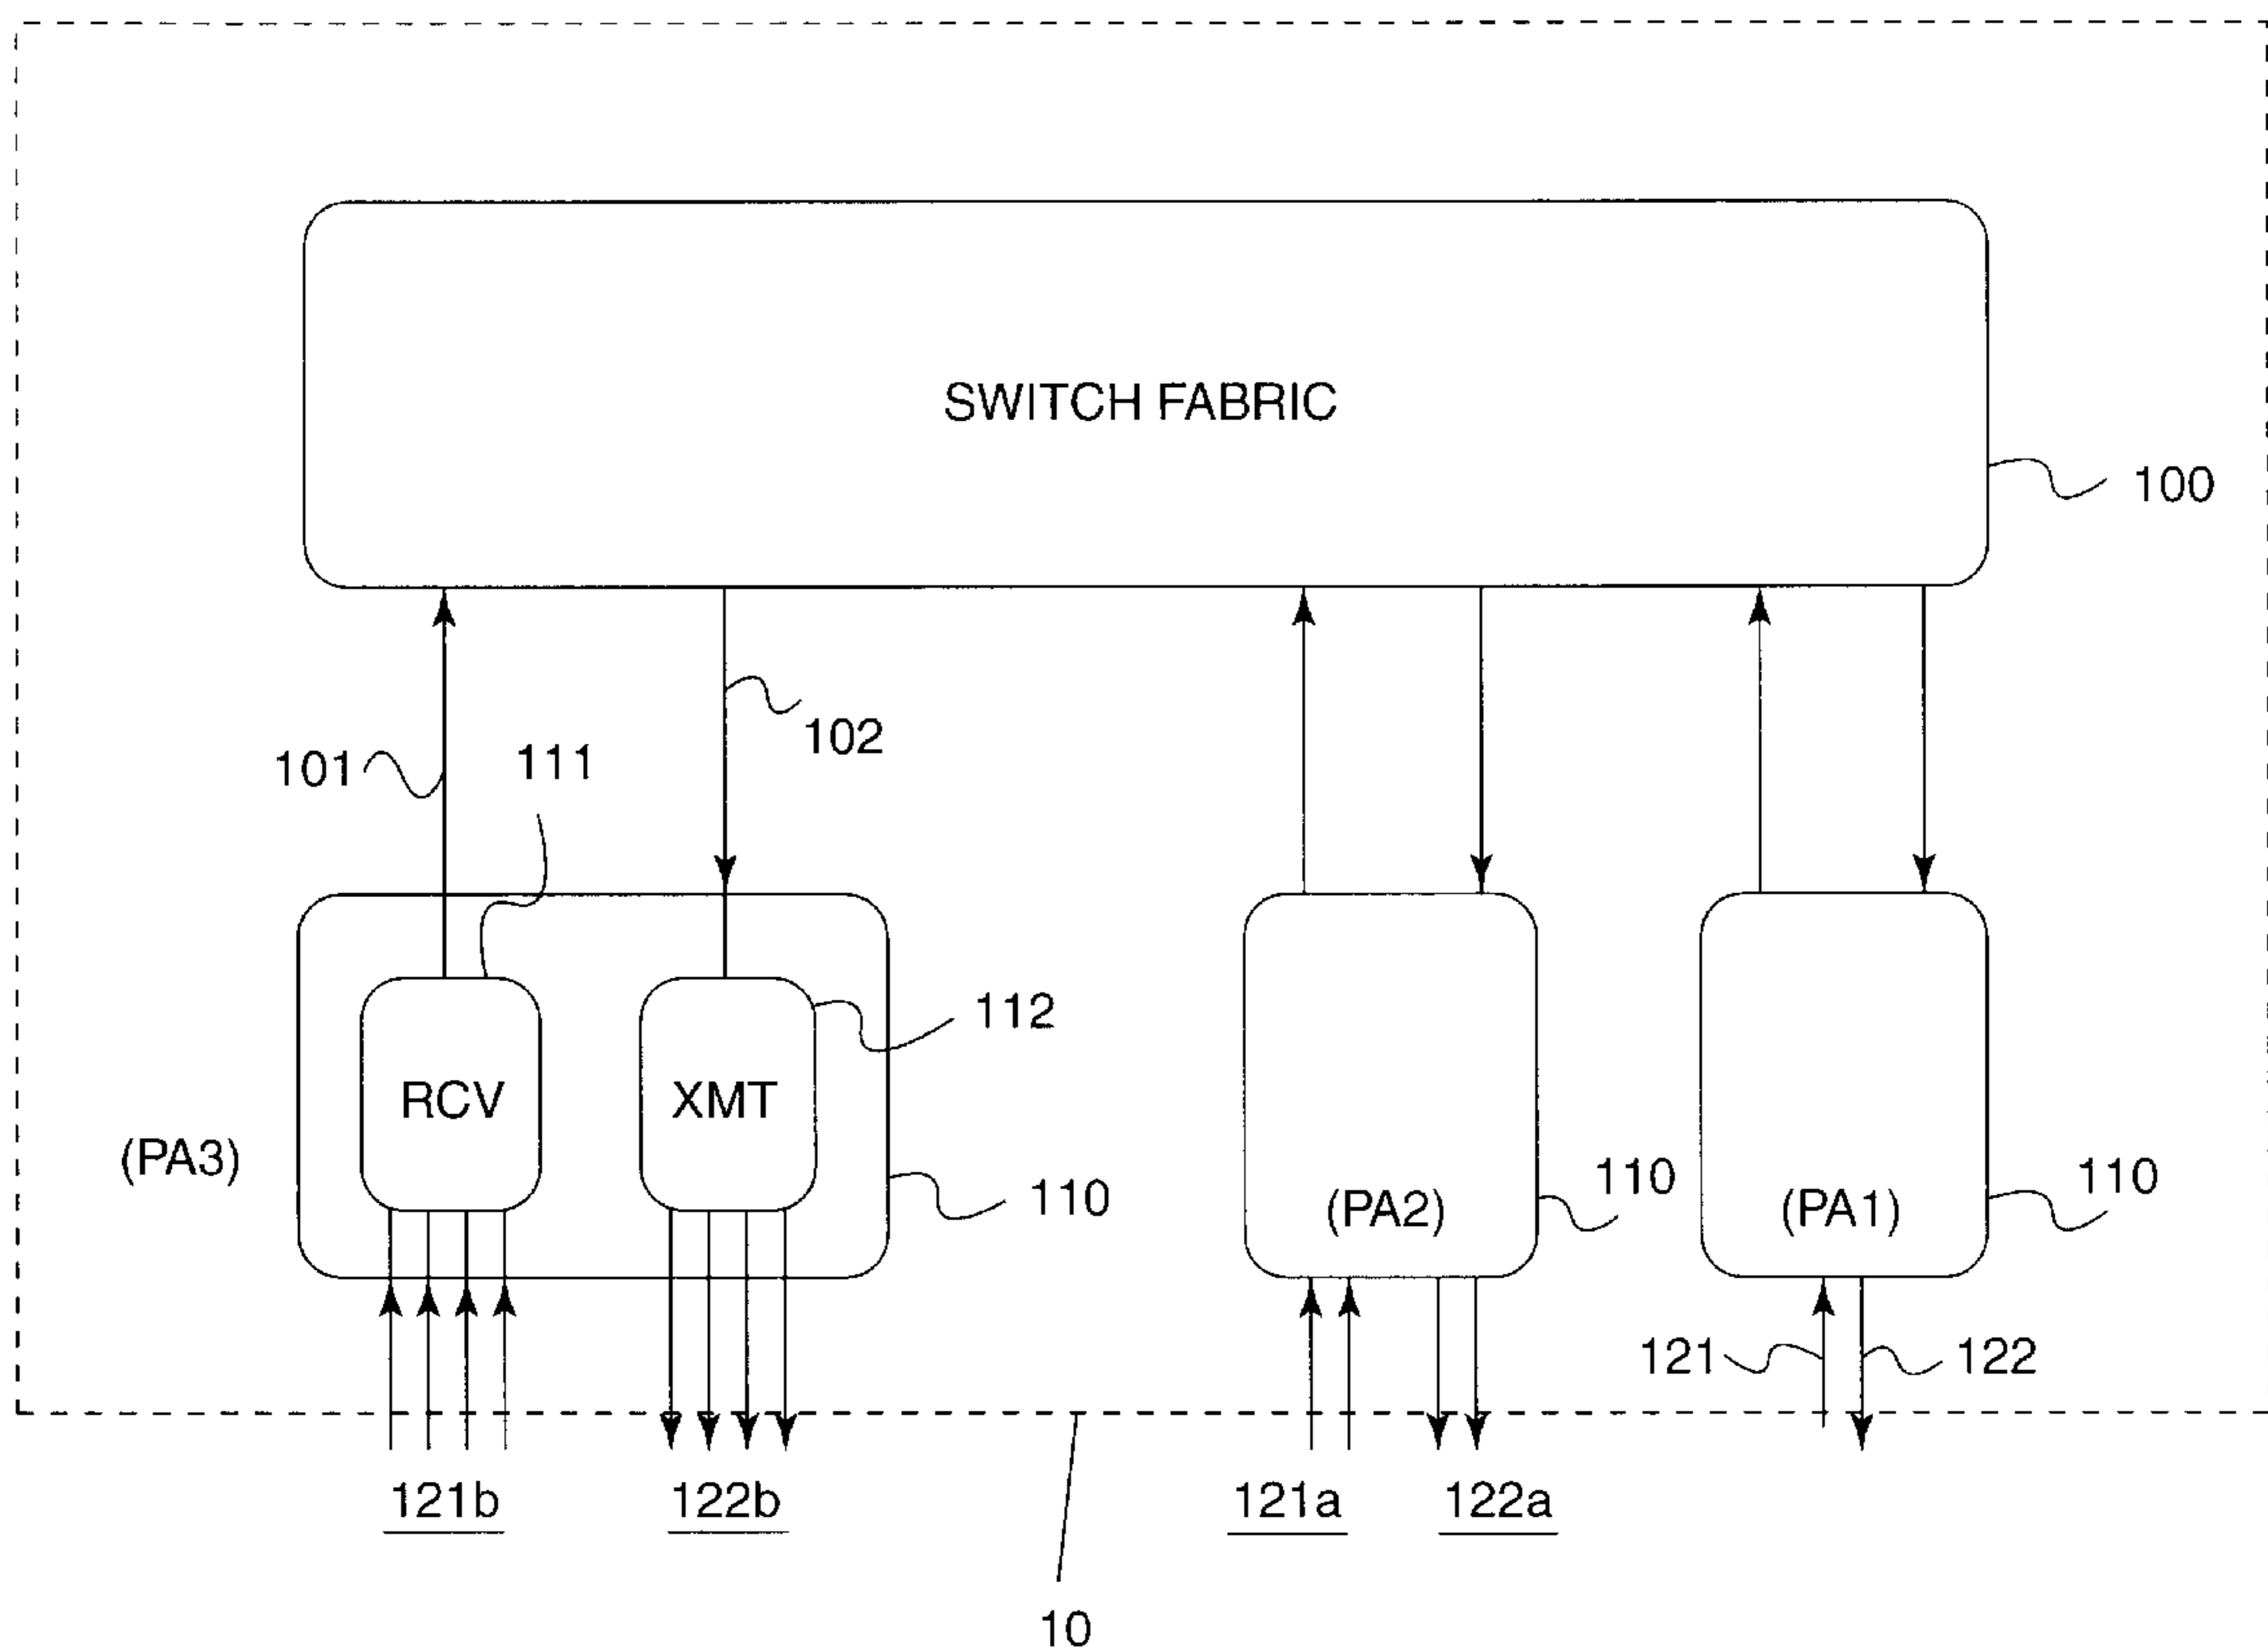 SWITCH FABRIC
100
102
101
111
112
RCV
XMT
(PA3)
110
110
110
(PA2)
(PA1)
121
122
121b
122b
121a
122a
10